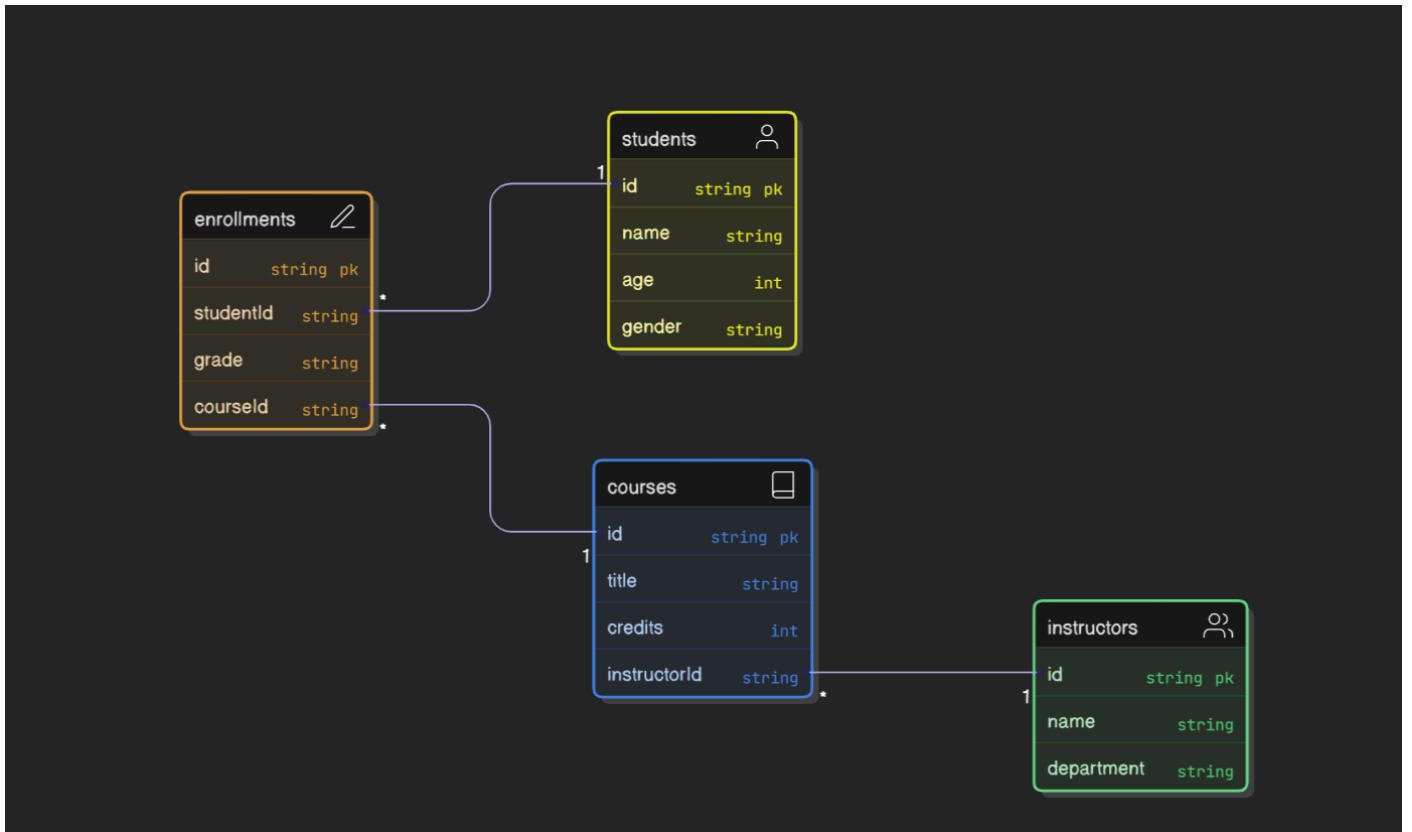 students
1
id string pk
name string
age int
gender string
enrollments
id string pk
*
studentId string
grade string
courseId string
*
courses
id string pk
1
title string
credits int
instructorId string
*
instructors
id string pk
1
name string
department string